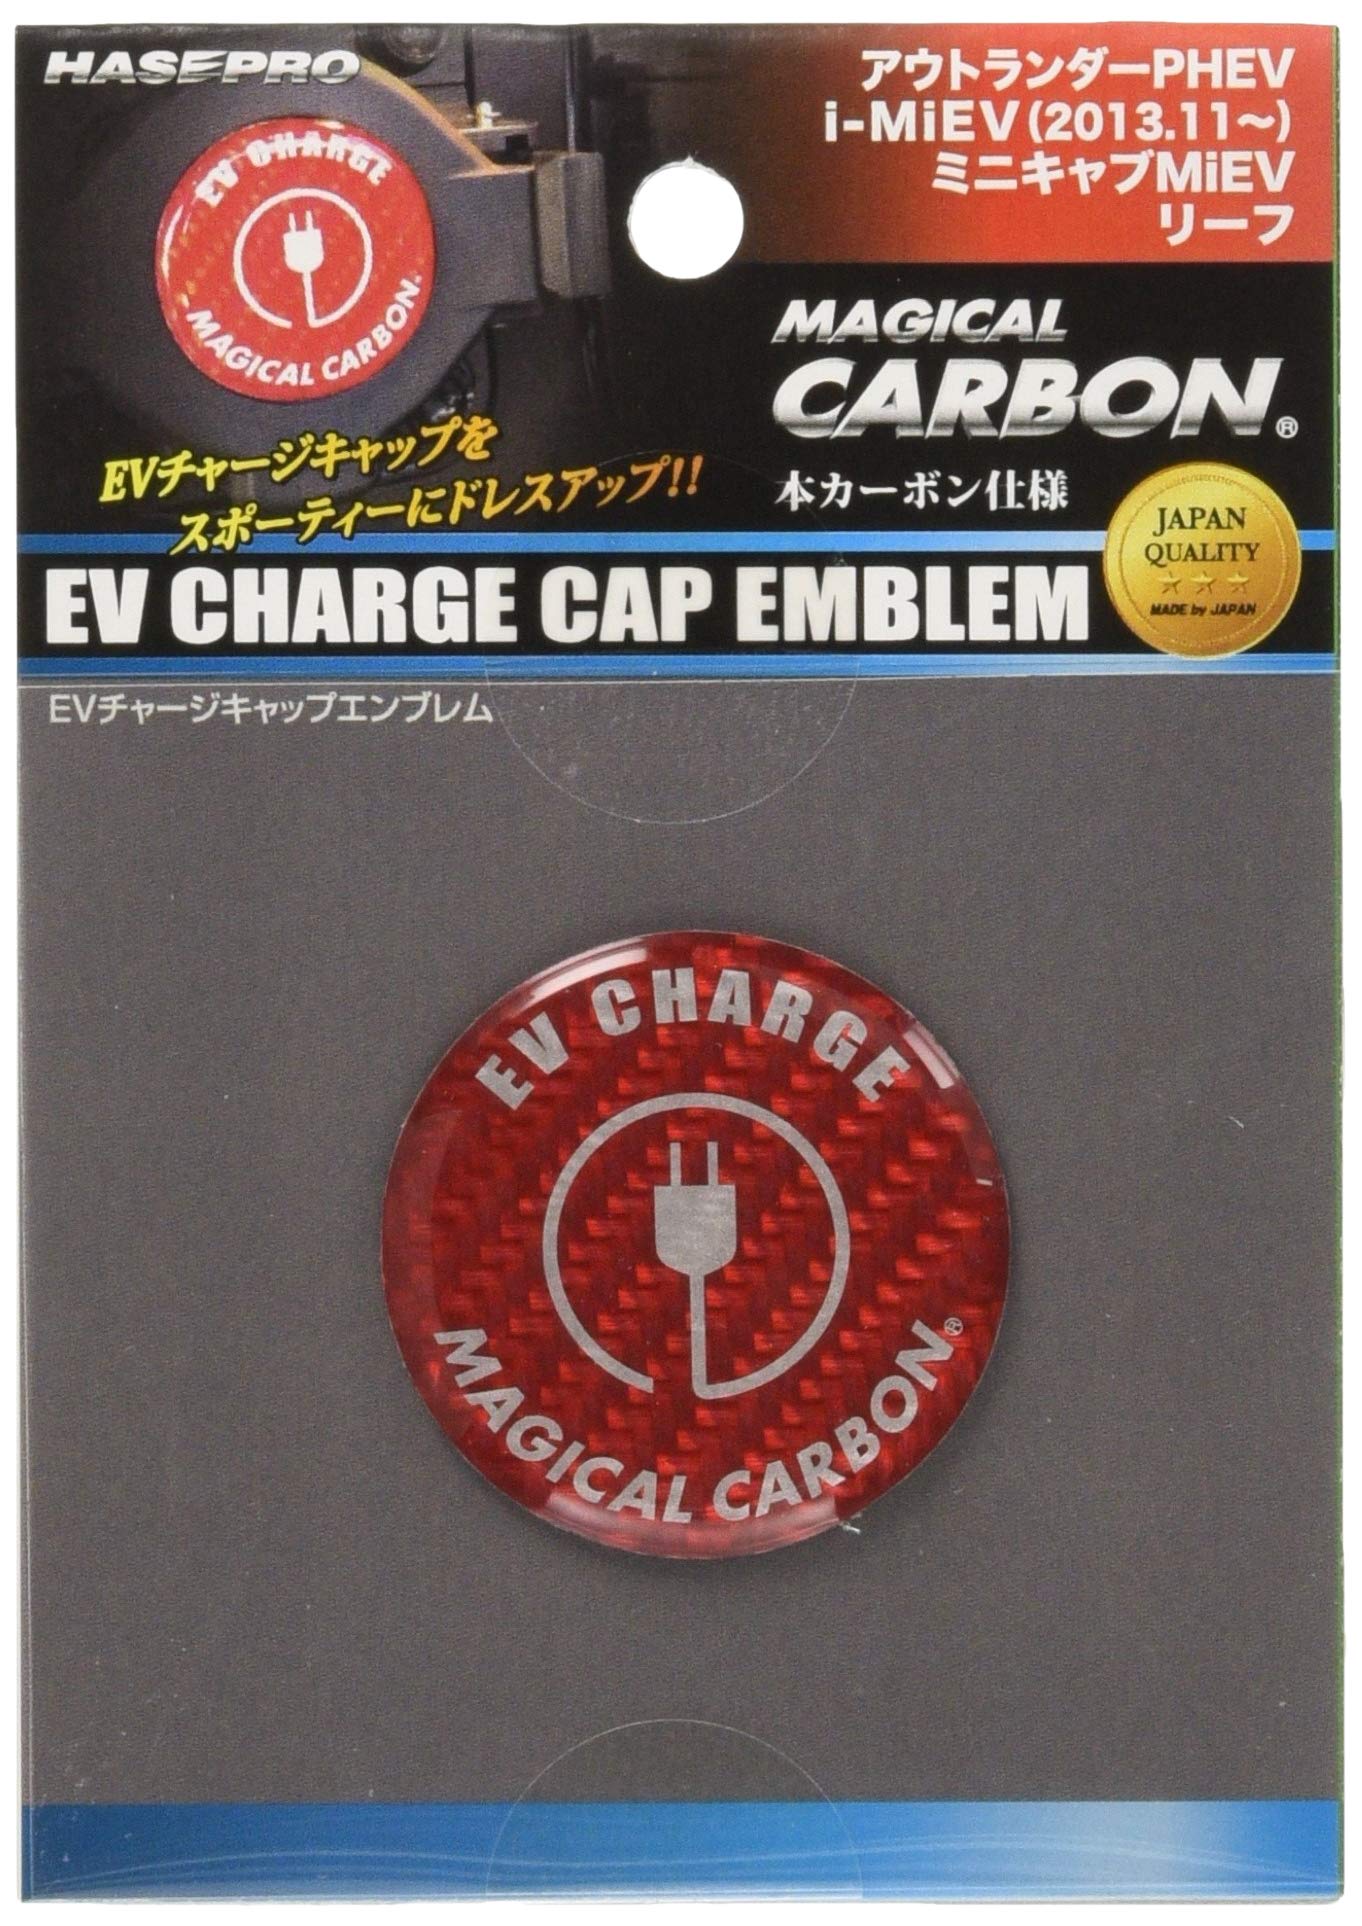 HASEPRO
アウトランダーPHEV
i-MiEV(2013.11～)
ミニキャブMiEV
リーフ
EV CHARGE
MAGICAL CARBON.
MAGICAL
CARBON®
本カーボン仕様
EVチャージキャップを
スポーティーにドレスアップ!!
JAPAN
QUALITY
MADE by JAPAN
EV CHARGE CAP EMBLEM
EVチャージキャップエンブレム
EV CHARGE
MAGICAL CARBON®